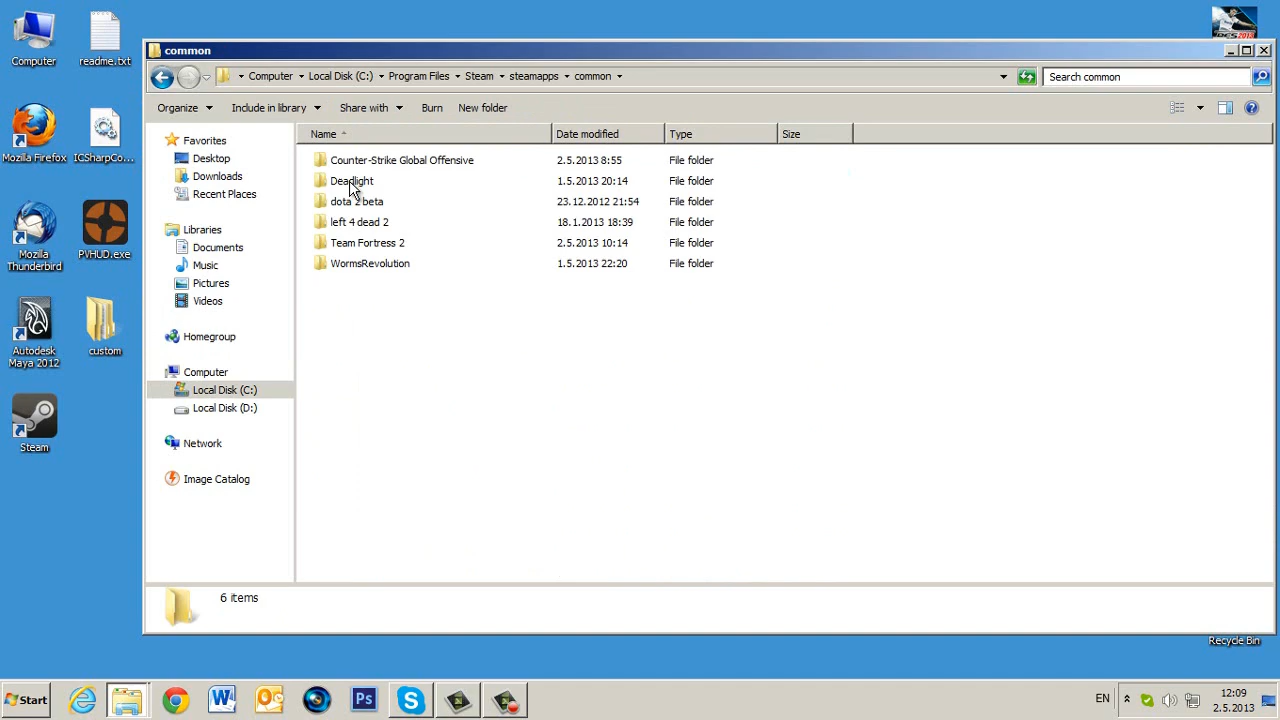 Computer
readme.txt
Mozilla Firefox
ICSharpCo...
Mozilla
Thunderbird
PVHUD.exe
Autodesk
Maya 2012
custom
Steam
common
Computer Local Disk (C:) Program Files Steam steamapps common
Search common
Organize Include in library Share with Burn New folder
Favorites
Desktop
Downloads
Recent Places
Libraries
Documents
Music
Pictures
Videos
Homegroup
Computer
Local Disk (C:)
Local Disk (D:)
Network
Image Catalog
Name Date modified Type Size
Counter-Strike Global Offensive 2.5.2013 8:55 File folder
Deadlight 1.5.2013 20:14 File folder
dota 2 beta 23.12.2012 21:54 File folder
left 4 dead 2 18.1.2013 18:39 File folder
Team Fortress 2 2.5.2013 10:14 File folder
WormsRevolution 1.5.2013 22:20 File folder
6 items
Recycle Bin
Start
W
Ps
EN
12:09
2.5.2013